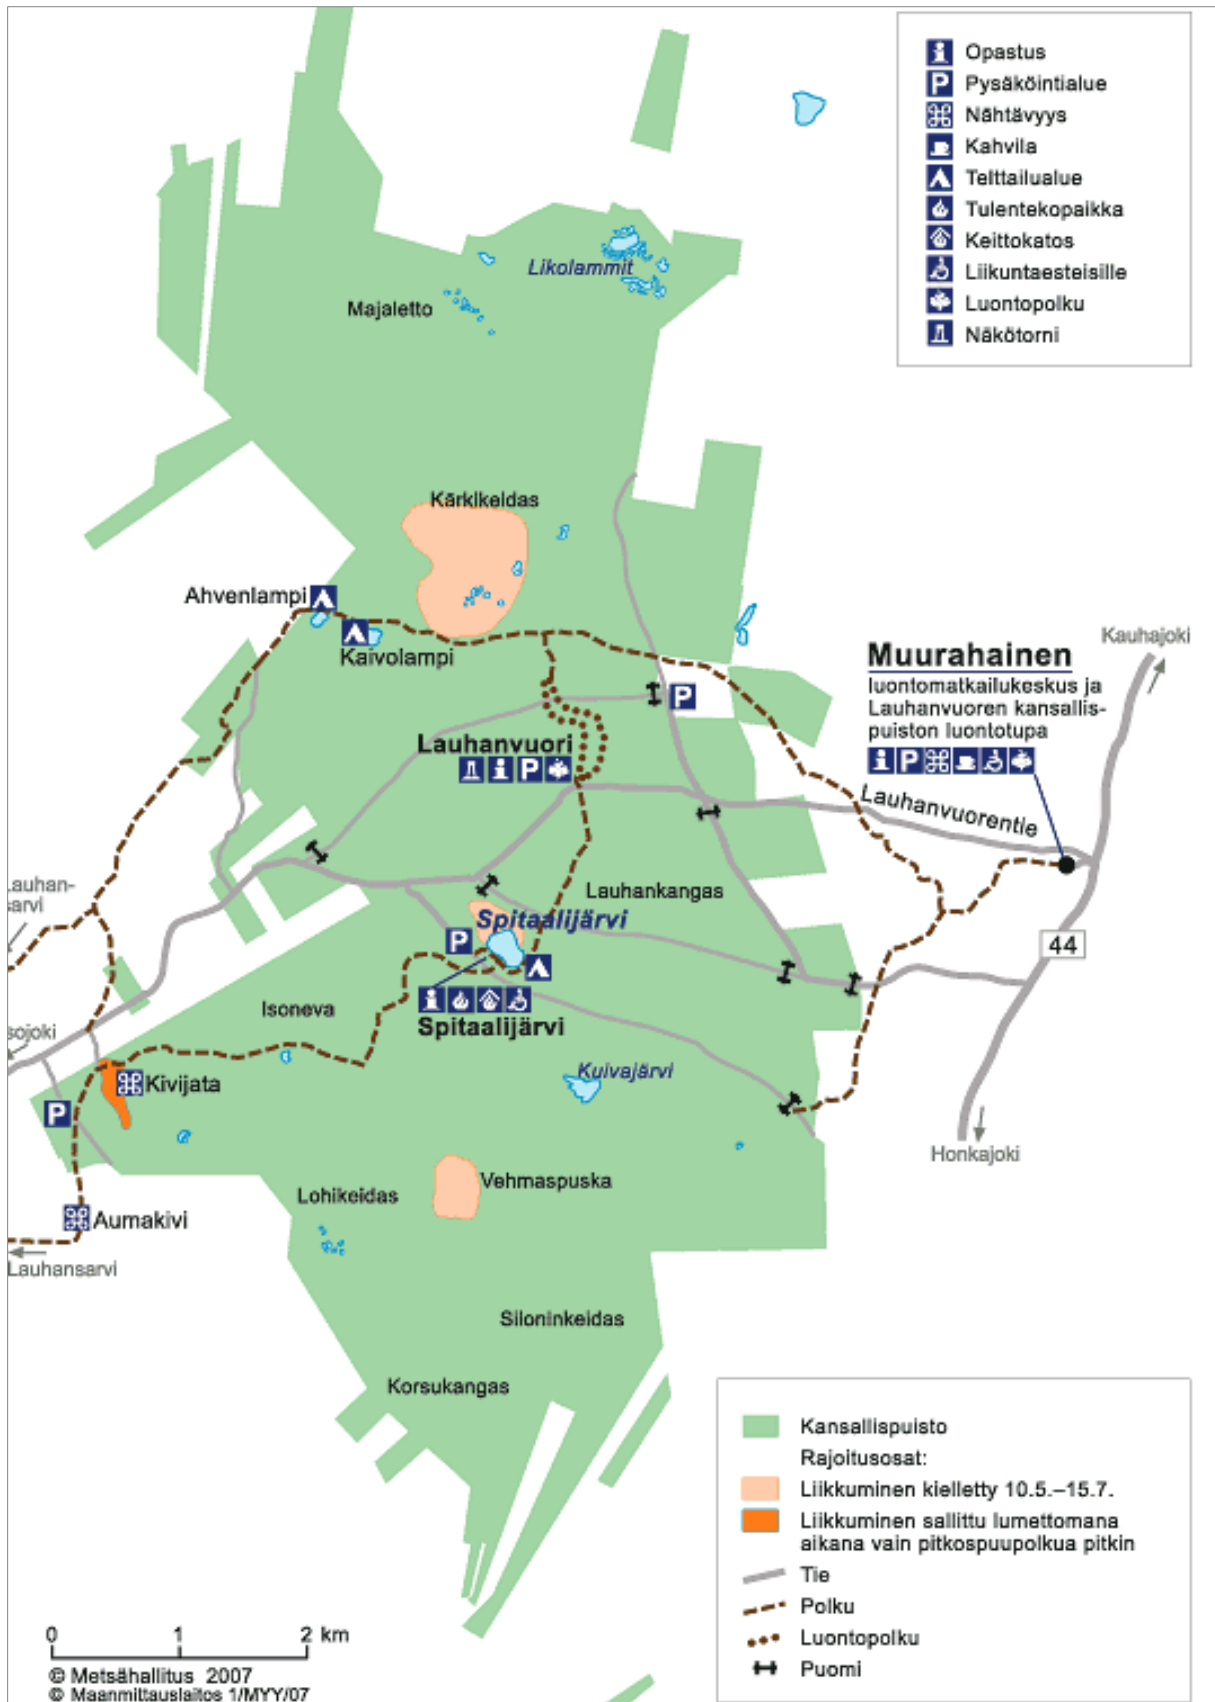 Opastus
Pysäköintialue
Nähtävyys
Kahvila
Telttailualue
Tulentekopaikka
Keittokatos
Liikuntaesteisille
Luontopolku
Näkötorni
Likolammit
Majaletto
Kärkikeidas
Ahvenlampi
Kaivolampi
Kauhajoki
Muurahainen
luontomatkailukeskus ja
Lauhanvuoren kansallis-
puiston luontotupa
P
Lauhanvuori
P
P
Lauhanvuorentie
Lauhankangas
Lauhan-
sarvi
Spitaalijärvi
P
44
Isoneva
Spitaalijärvi
sojoki
Kuivajärvi
Kivijata
P
Honkajoki
Vehmaspuska
Lohikeidas
Aumakivi
Lauhansarvi
Siloninkeidas
Korsukangas
Kansallispuisto
Rajoitusosat:
Liikkuminen kielletty 10.5.–15.7.
Liikkuminen sallittu lumettomana
aikana vain pitkospuupolkua pitkin
Tie
Polku
Luontopolku
Puomi
0 1 2 km
© Metsähallitus 2007
© Maanmittauslaitos 1/MYY/07